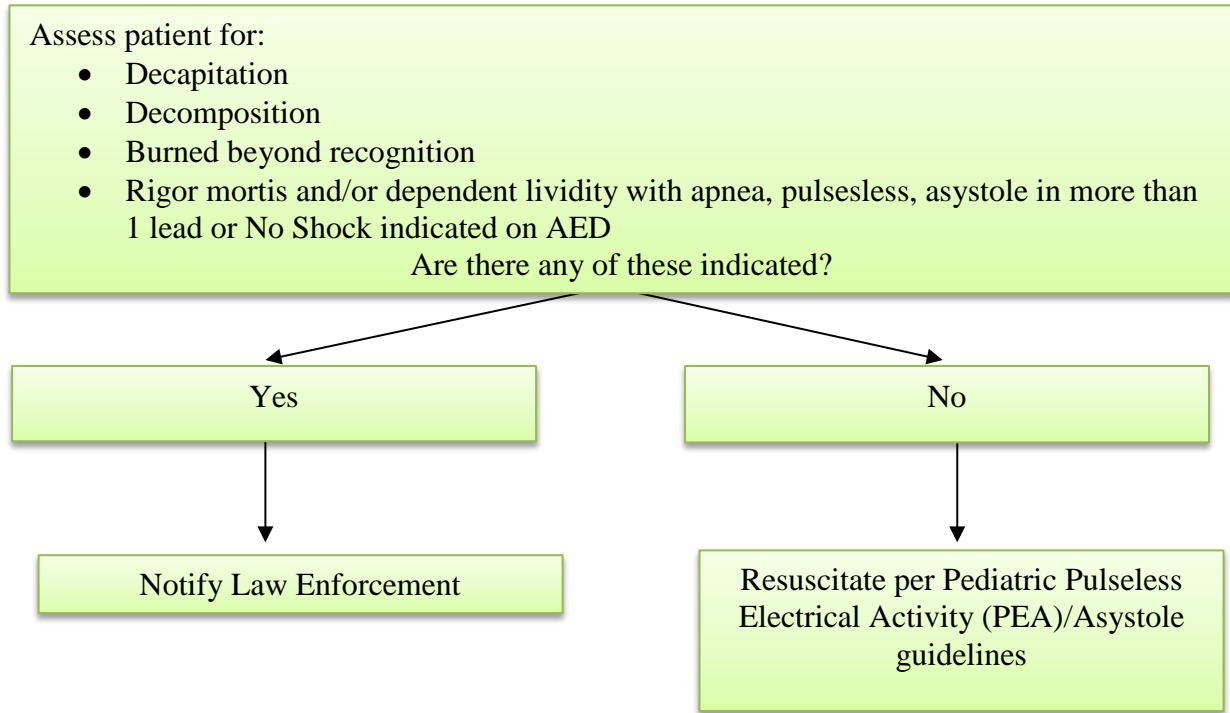 Assess patient for:
• Decapitation
• Decomposition
• Burned beyond recognition
• Rigor mortis and/or dependent lividity with apnea, pulsesless, asystole in more than
1 lead or No Shock indicated on AED
Are there any of these indicated?
Yes
No
Notify Law Enforcement
Resuscitate per Pediatric Pulseless
Electrical Activity (PEA)/Asystole
guidelines